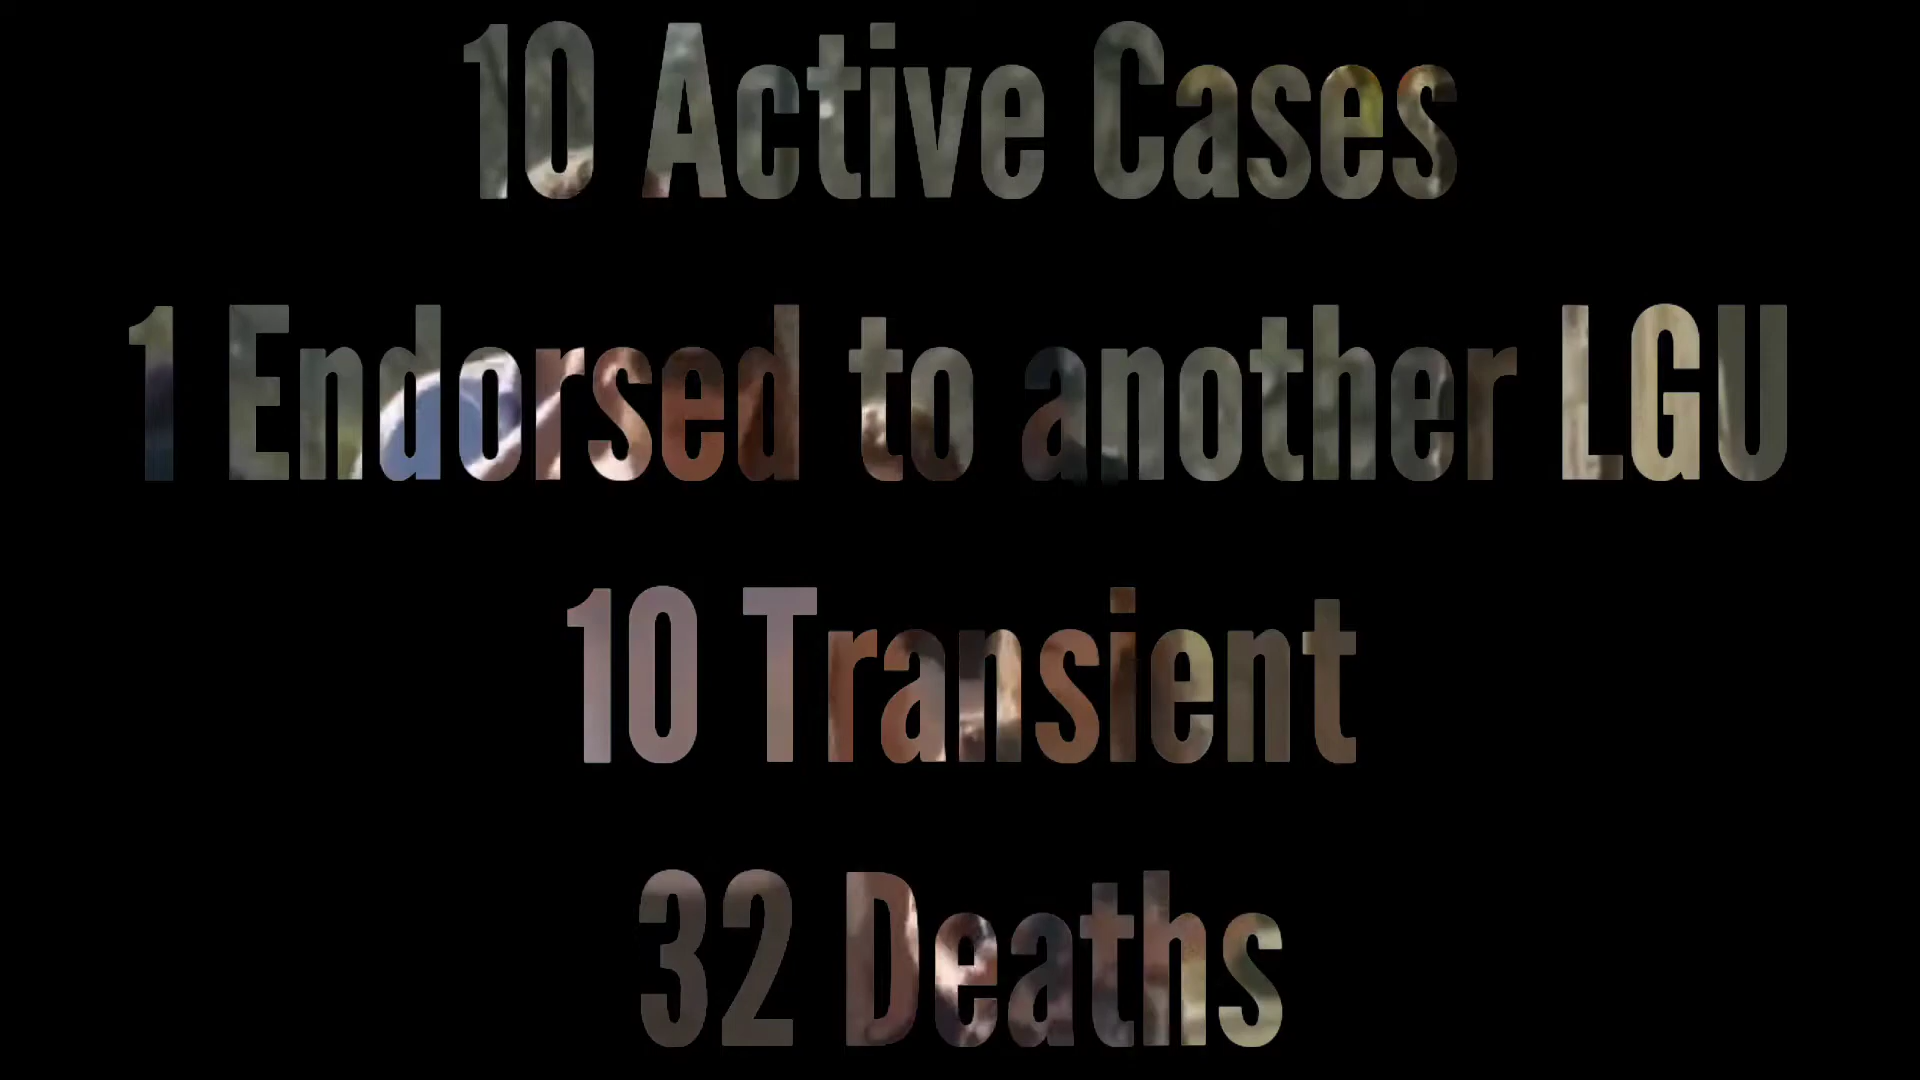 10 Active Cases
1 Endorsed to another LGU
10 Transient
32 Deaths